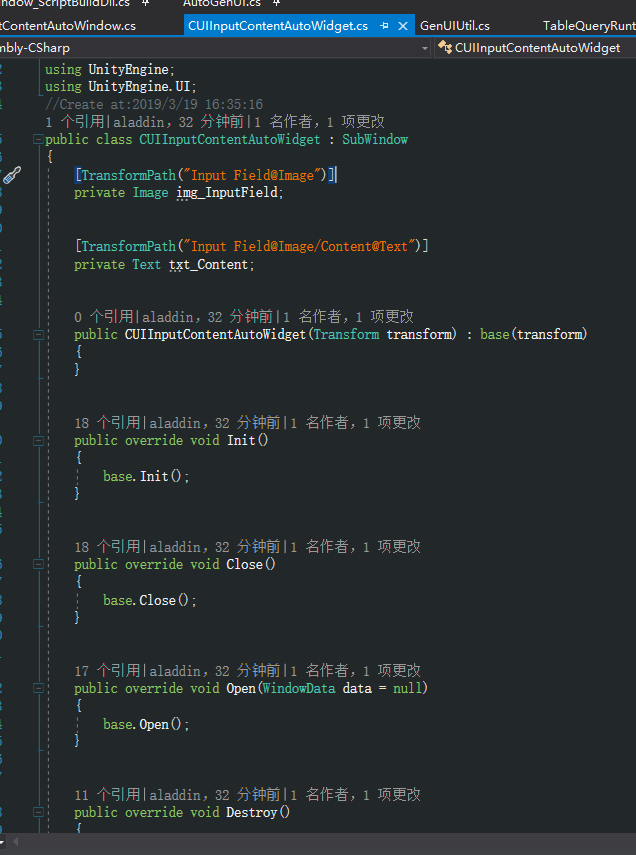 indow_ScriptBuildDll.cs AutoGenUI.cs
tContentAutoWindow.cs CUIInputContentAutoWidget.cs GenUIUtil.cs TableQueryRunt
mbly-CSharp CUIInputContentAutoWidget
using UnityEngine;
using UnityEngine.UI;
//Create at:2019/3/19 16:35:16
1 个引用|aladdin, 32 分钟前|1 名作者, 1 项更改
public class CUIInputContentAutoWidget : SubWindow
{
[TransformPath("Input Field@Image")]
private Image img_InputField;
[TransformPath("Input Field@Image/Content@Text")]
private Text txt_Content;
0 个引用|aladdin, 32 分钟前|1 名作者, 1 项更改
public CUIInputContentAutoWidget(Transform transform) : base(transform)
{
}
18 个引用|aladdin, 32 分钟前|1 名作者, 1 项更改
public override void Init()
{
base.Init();
}
18 个引用|aladdin, 32 分钟前|1 名作者, 1 项更改
public override void Close()
{
base.Close();
}
17 个引用|aladdin, 32 分钟前|1 名作者, 1 项更改
public override void Open(WindowData data = null)
{
base.Open();
}
11 个引用|aladdin, 32 分钟前|1 名作者, 1 项更改
public override void Destroy()
{